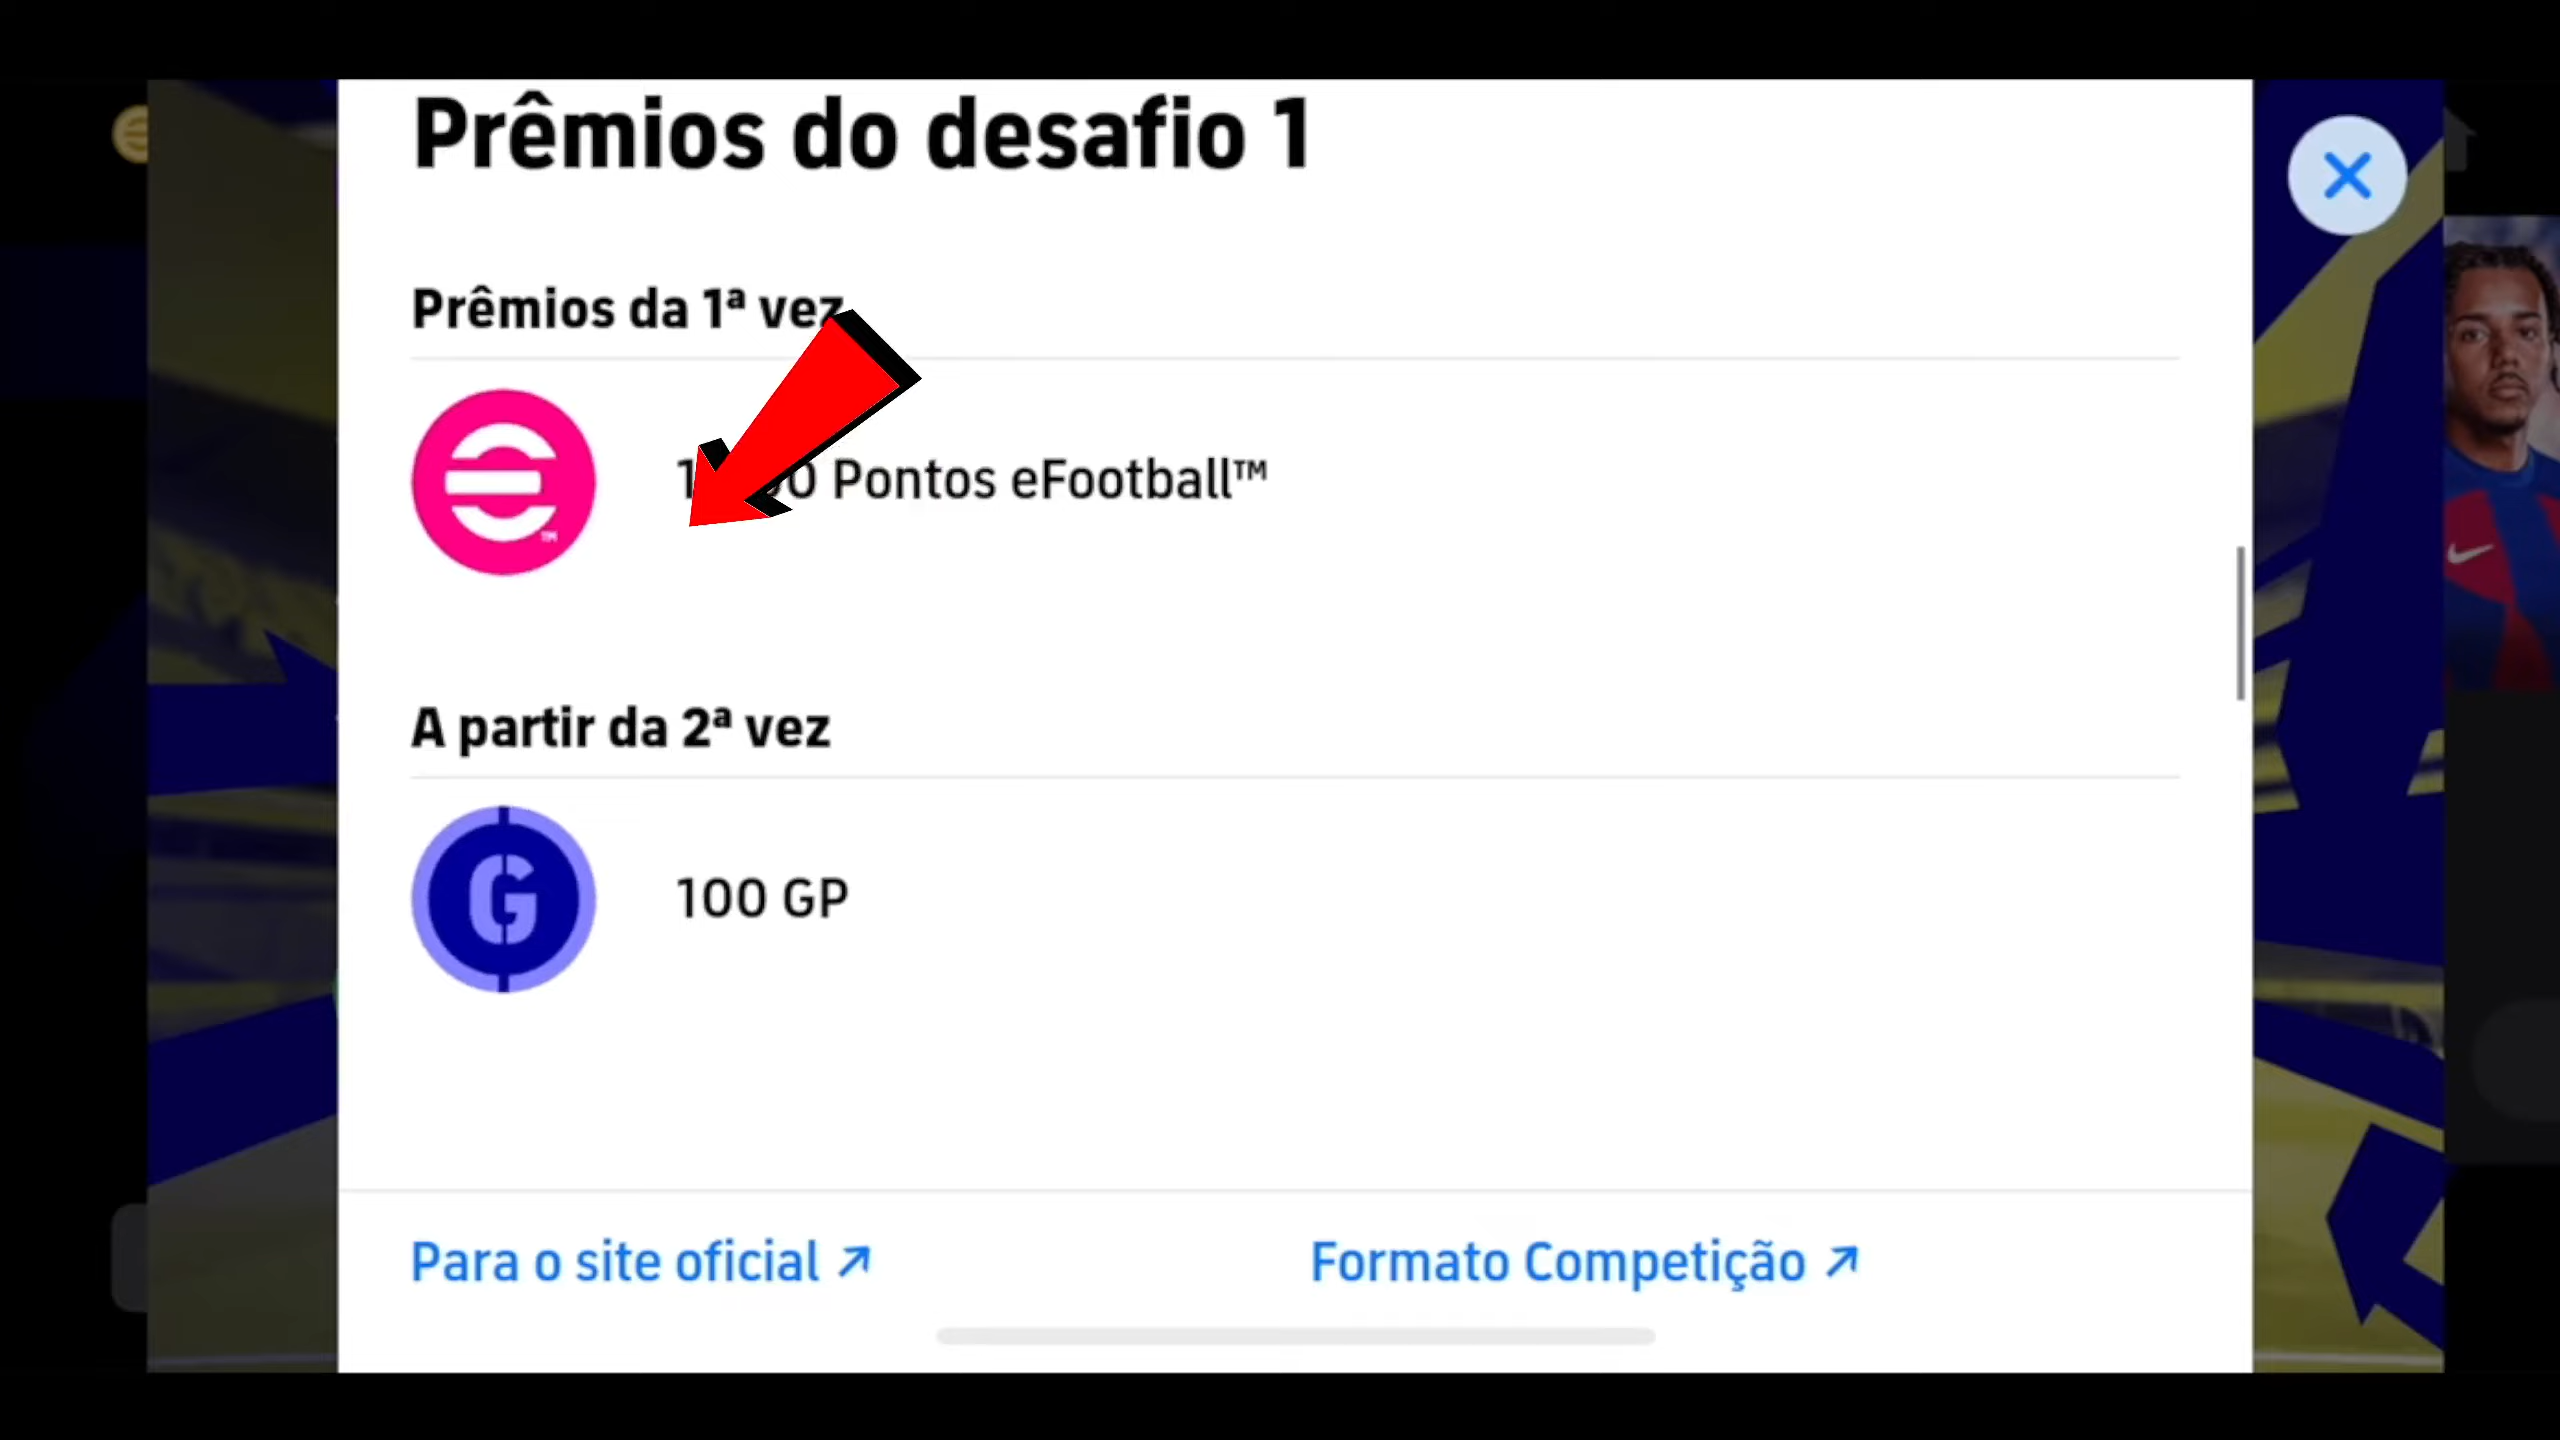 Prêmios do desafio 1
Prêmios da 1ª vez
Pontos eFootball™
A partir da 2ª vez
100 GP
Para o site oficial ↗
Formato Competição ↗